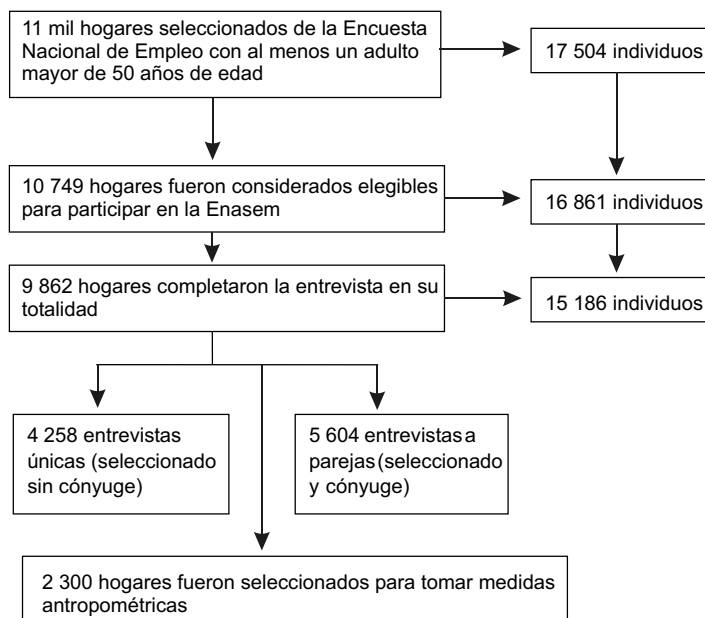 11 mil hogares seleccionados de la Encuesta
Nacional de Empleo con al menos un adulto
mayor de 50 años de edad
17 504 individuos
10 749 hogares fueron considerados elegibles
para participar en la Enasem
16 861 individuos
9 862 hogares completaron la entrevista en su
totalidad
15 186 individuos
4 258 entrevistas
únicas (seleccionado
sin cónyuge)
5 604 entrevistas a
parejas (seleccionado
y cónyuge)
2 300 hogares fueron seleccionados para tomar medidas
antropométricas